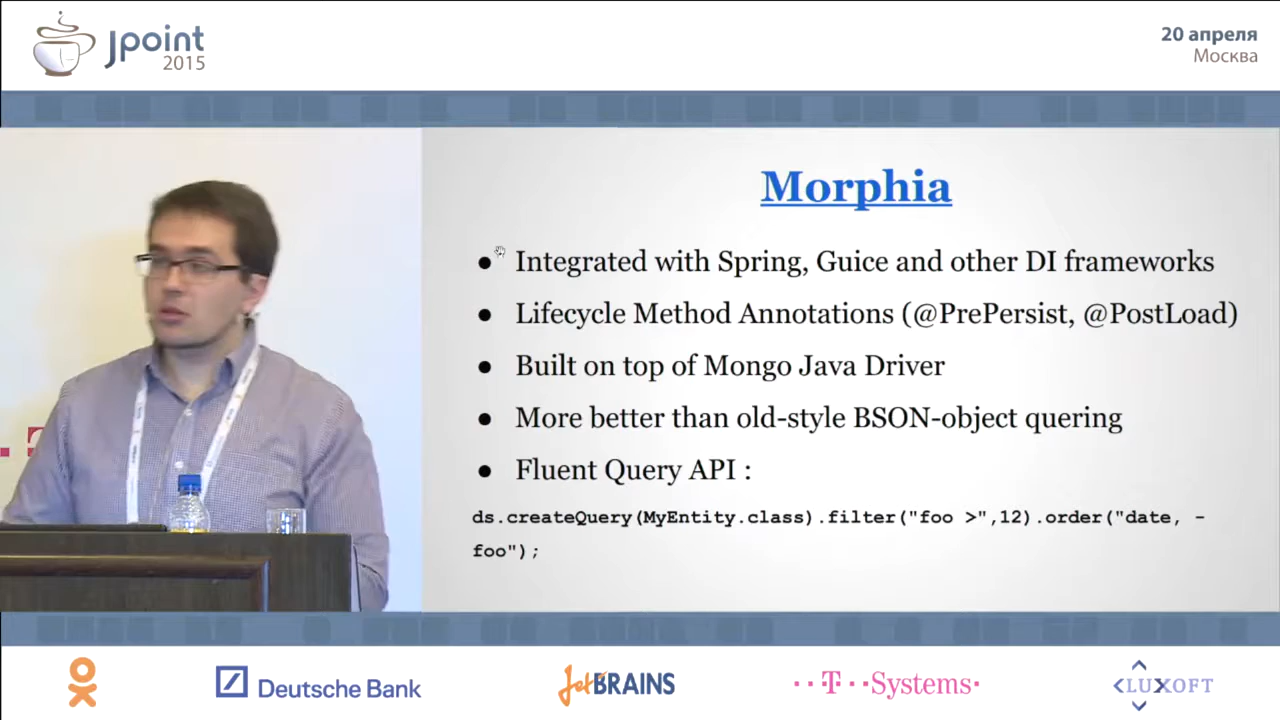 Jpoint
2015
20 апреля
Москва
Morphia
● Integrated with Spring, Guice and other DI frameworks
● Lifecycle Method Annotations (@PrePersist, @PostLoad)
● Built on top of Mongo Java Driver
● More better than old-style BSON-object quering
● Fluent Query API :
ds.createQuery(MyEntity.class).filter("foo >",12).order("date, -
foo");
Deutsche Bank
JetBRAINS
T Systems
LUXOFT